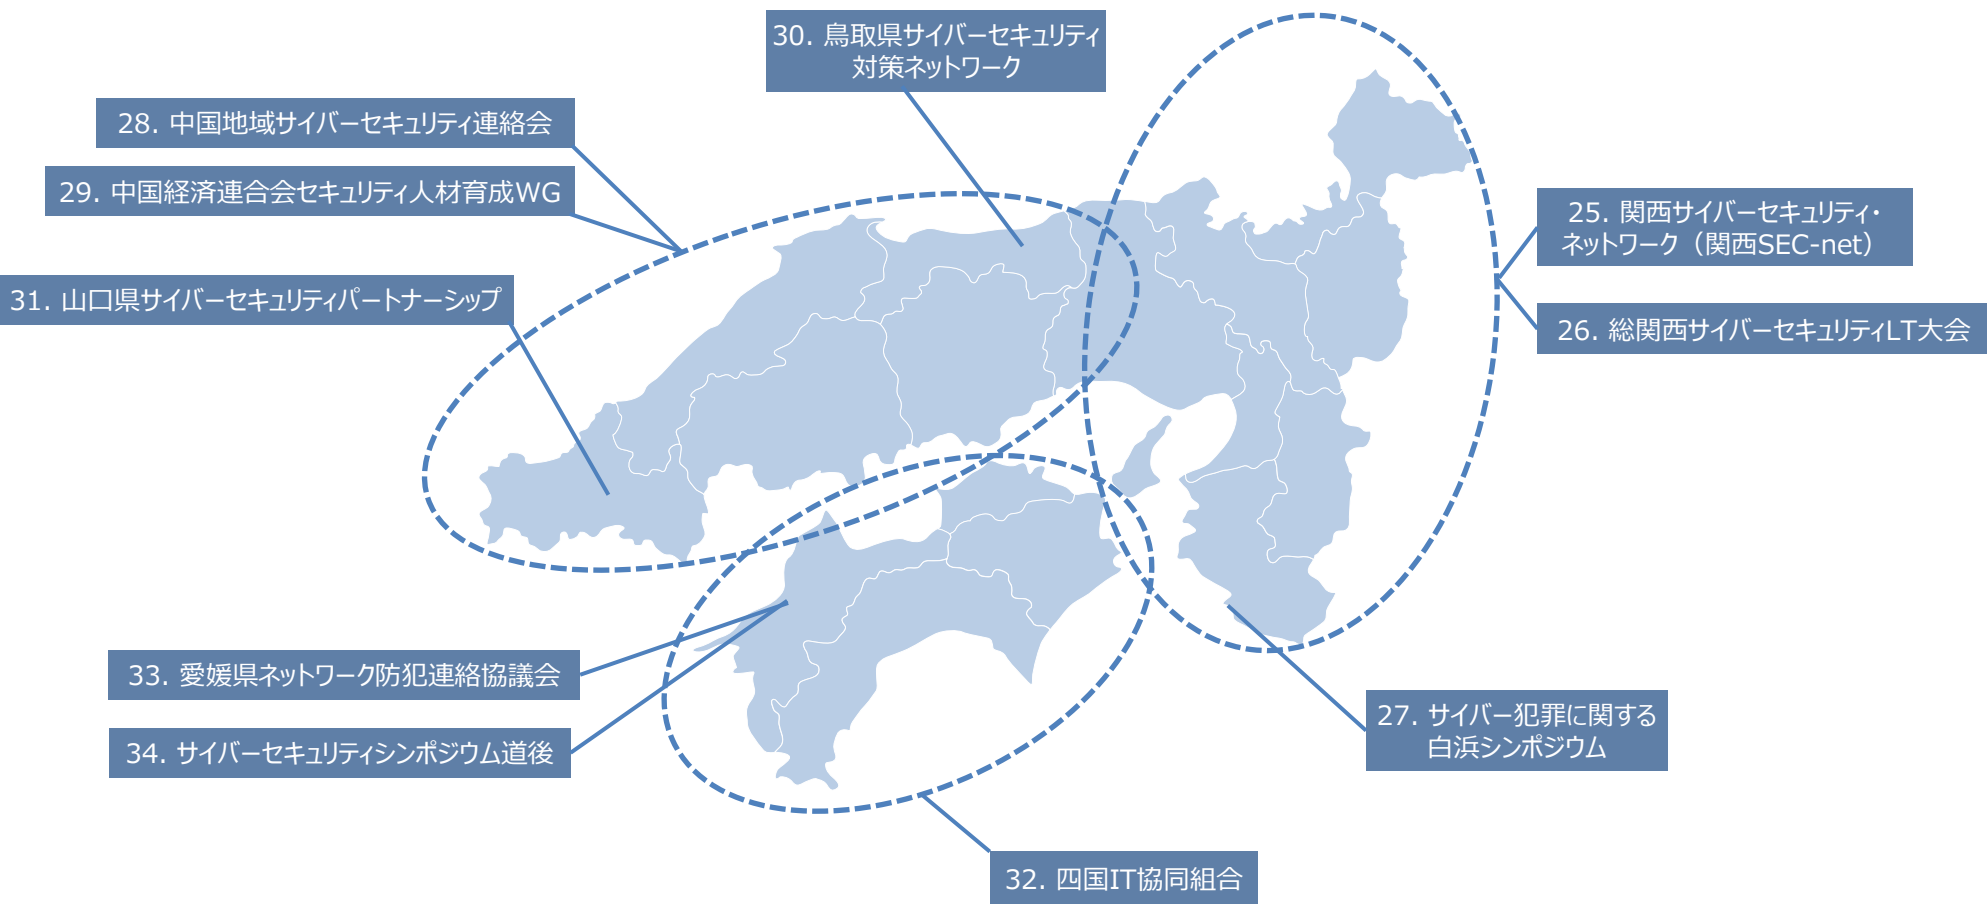 30. 鳥取県サイバーセキュリティ
対策ネットワーク
28. 中国地域サイバーセキュリティ連絡会
29. 中国経済連合会セキュリティ人材育成WG
25. 関西サイバーセキュリティ・
ネットワーク（関西SEC-net）
31. 山口県サイバーセキュリティパートナーシップ
26. 総関西サイバーセキュリティLT大会
33. 愛媛県ネットワーク防犯連絡協議会
27. サイバー犯罪に関する
白浜シンポジウム
34. サイバーセキュリティシンポジウム道後
32. 四国IT協同組合